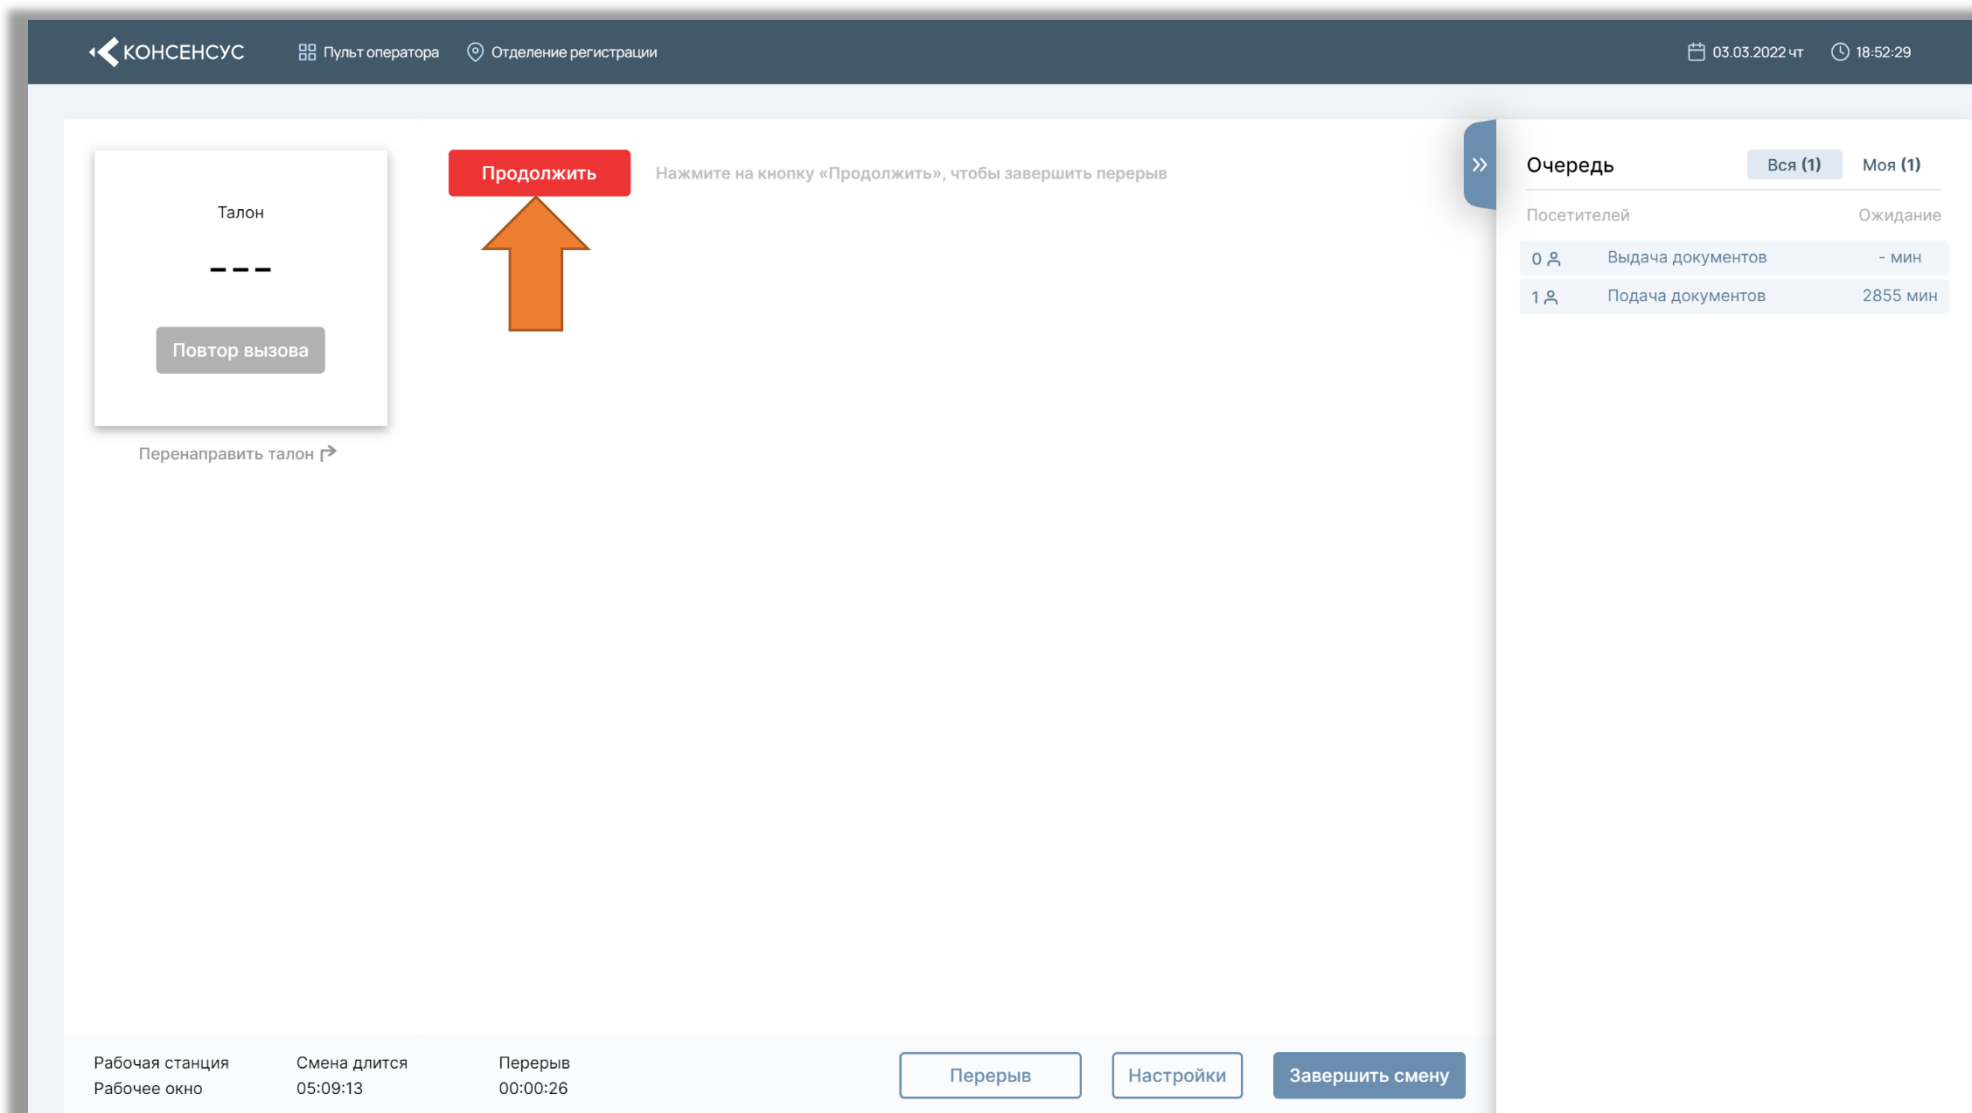 КОНСЕНСУС
Пульт оператора
Отделение регистрации
03.03.2022 чт
18:52:29
Талон
---
Повтор вызова
Перенаправить талон
Продолжить
Нажмите на кнопку «Продолжить», чтобы завершить перерыв
Очередь
Вся (1)
Моя (1)
Посетителей
Ожидание
0 Выдача документов - мин
1 Подача документов 2855 мин
Рабочая станция
Рабочее окно
Смена длится
05:09:13
Перерыв
00:00:26
Перерыв
Настройки
Завершить смену